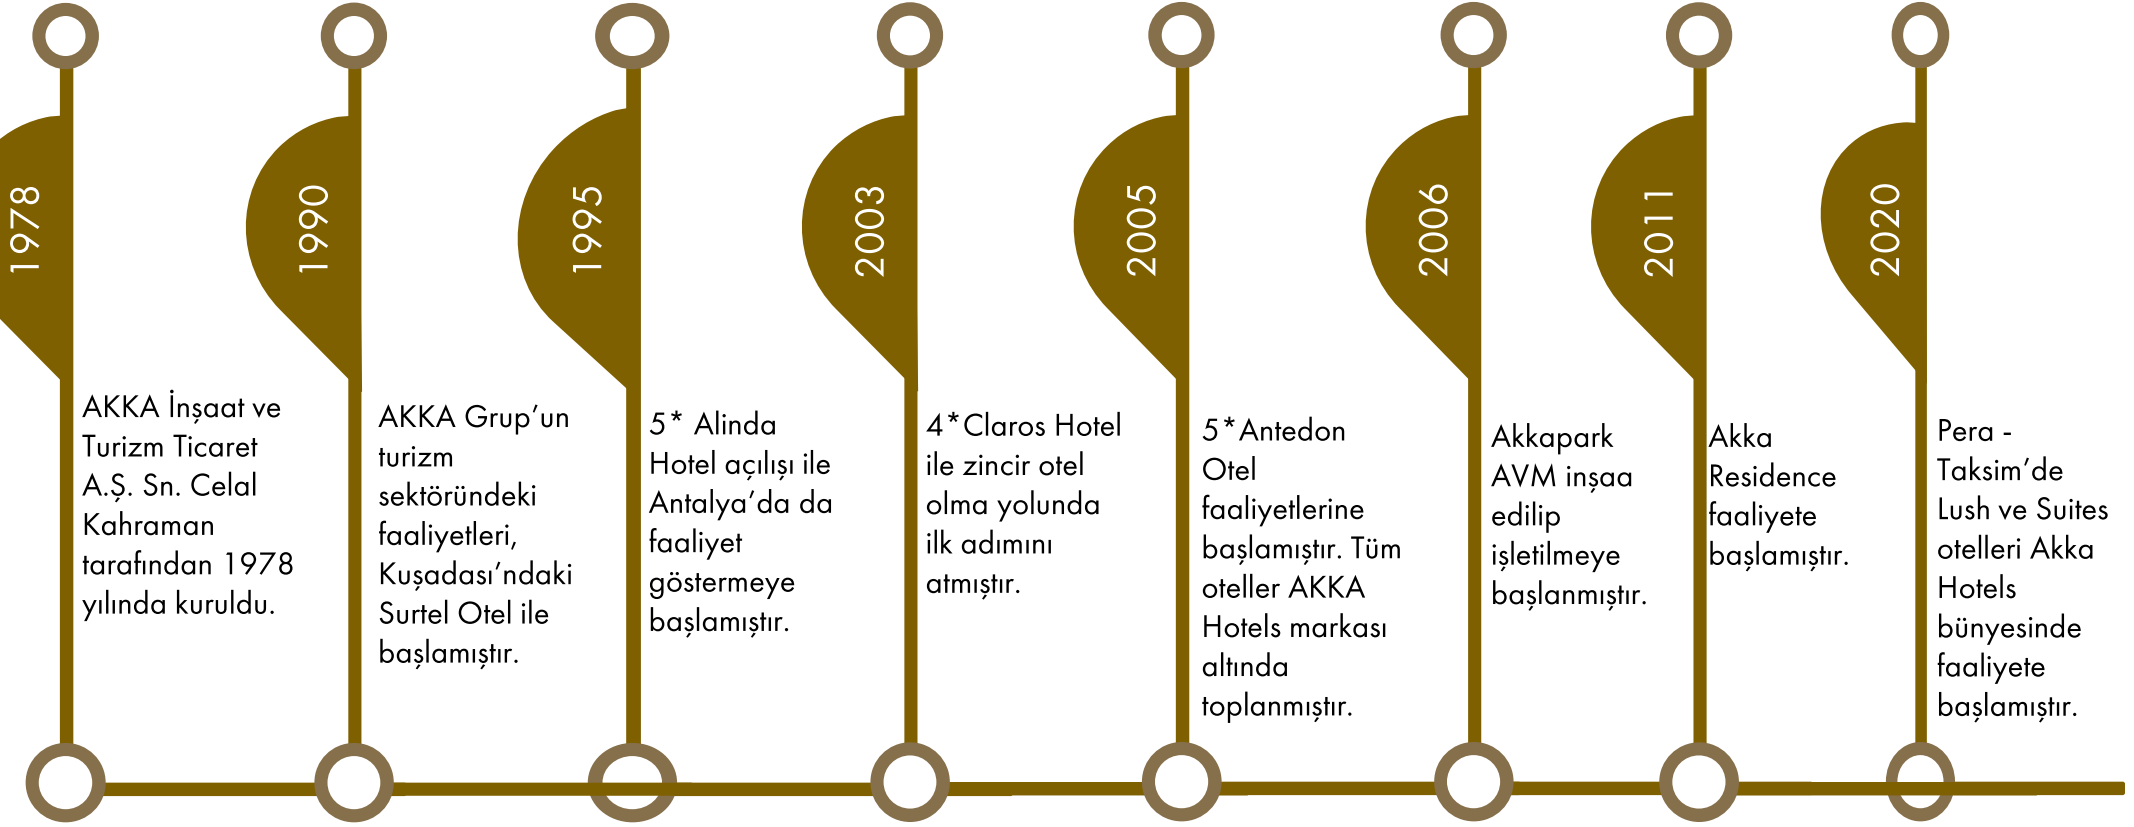 1978
AKKA İnşaat ve
Turizm Ticaret
A.Ş. Sn. Celal
Kahraman
tarafından 1978
yılında kuruldu.
1990
AKKA Grup’un
turizm
sektöründeki
faaliyetleri,
Kuşadası’ndaki
Surtel Otel ile
başlamıştır.
1995
5* Alinda
Hotel açılışı ile
Antalya’da da
faaliyet
göstermeye
başlamıştır.
2003
4*Claros Hotel
ile zincir otel
olma yolunda
ilk adımını
atmıştır.
2005
5*Antedon
Otel
faaliyetlerine
başlamıştır. Tüm
oteller AKKA
Hotels markası
altında
toplanmıştır.
2006
Akkapark
AVM inşaa
edilip
işletilmeye
başlanmıştır.
2011
Akka
Residence
faaliyete
başlamıştır.
2020
Pera -
Taksim’de
Lush ve Suites
otelleri Akka
Hotels
bünyesinde
faaliyete
başlamıştır.